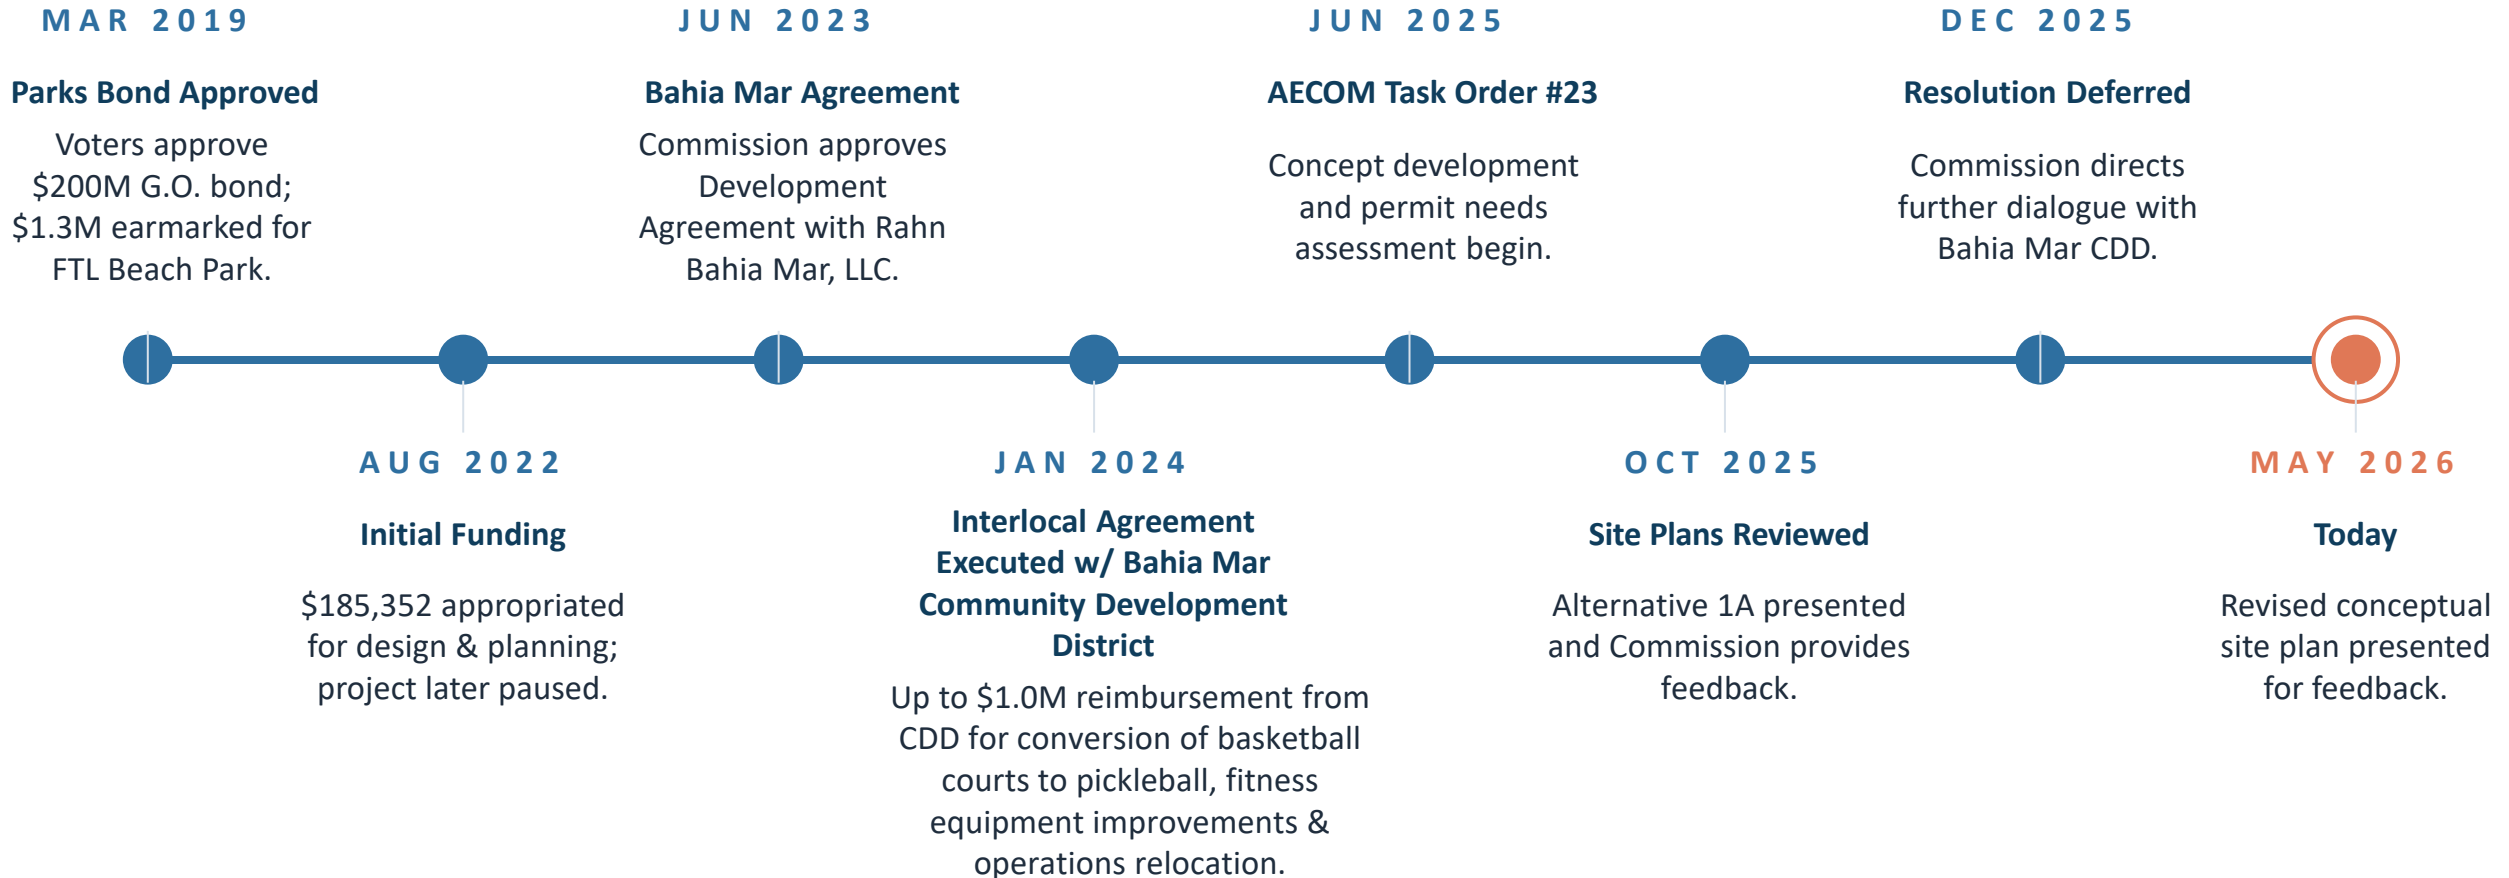 MAR 2019
Parks Bond Approved
Voters approve
$200M G.O. bond;
$1.3M earmarked for
FTL Beach Park.
JUN 2023
Bahia Mar Agreement
Commission approves
Development
Agreement with Rahn
Bahia Mar, LLC.
JUN 2025
AECOM Task Order #23
Concept development
and permit needs
assessment begin.
DEC 2025
Resolution Deferred
Commission directs
further dialogue with
Bahia Mar CDD.
AUG 2022
Initial Funding
$185,352 appropriated
for design & planning;
project later paused.
JAN 2024
Interlocal Agreement
Executed w/ Bahia Mar
Community Development
District
Up to $1.0M reimbursement from
CDD for conversion of basketball
courts to pickleball, fitness
equipment improvements &
operations relocation.
OCT 2025
Site Plans Reviewed
Alternative 1A presented
and Commission provides
feedback.
MAY 2026
Today
Revised conceptual
site plan presented
for feedback.